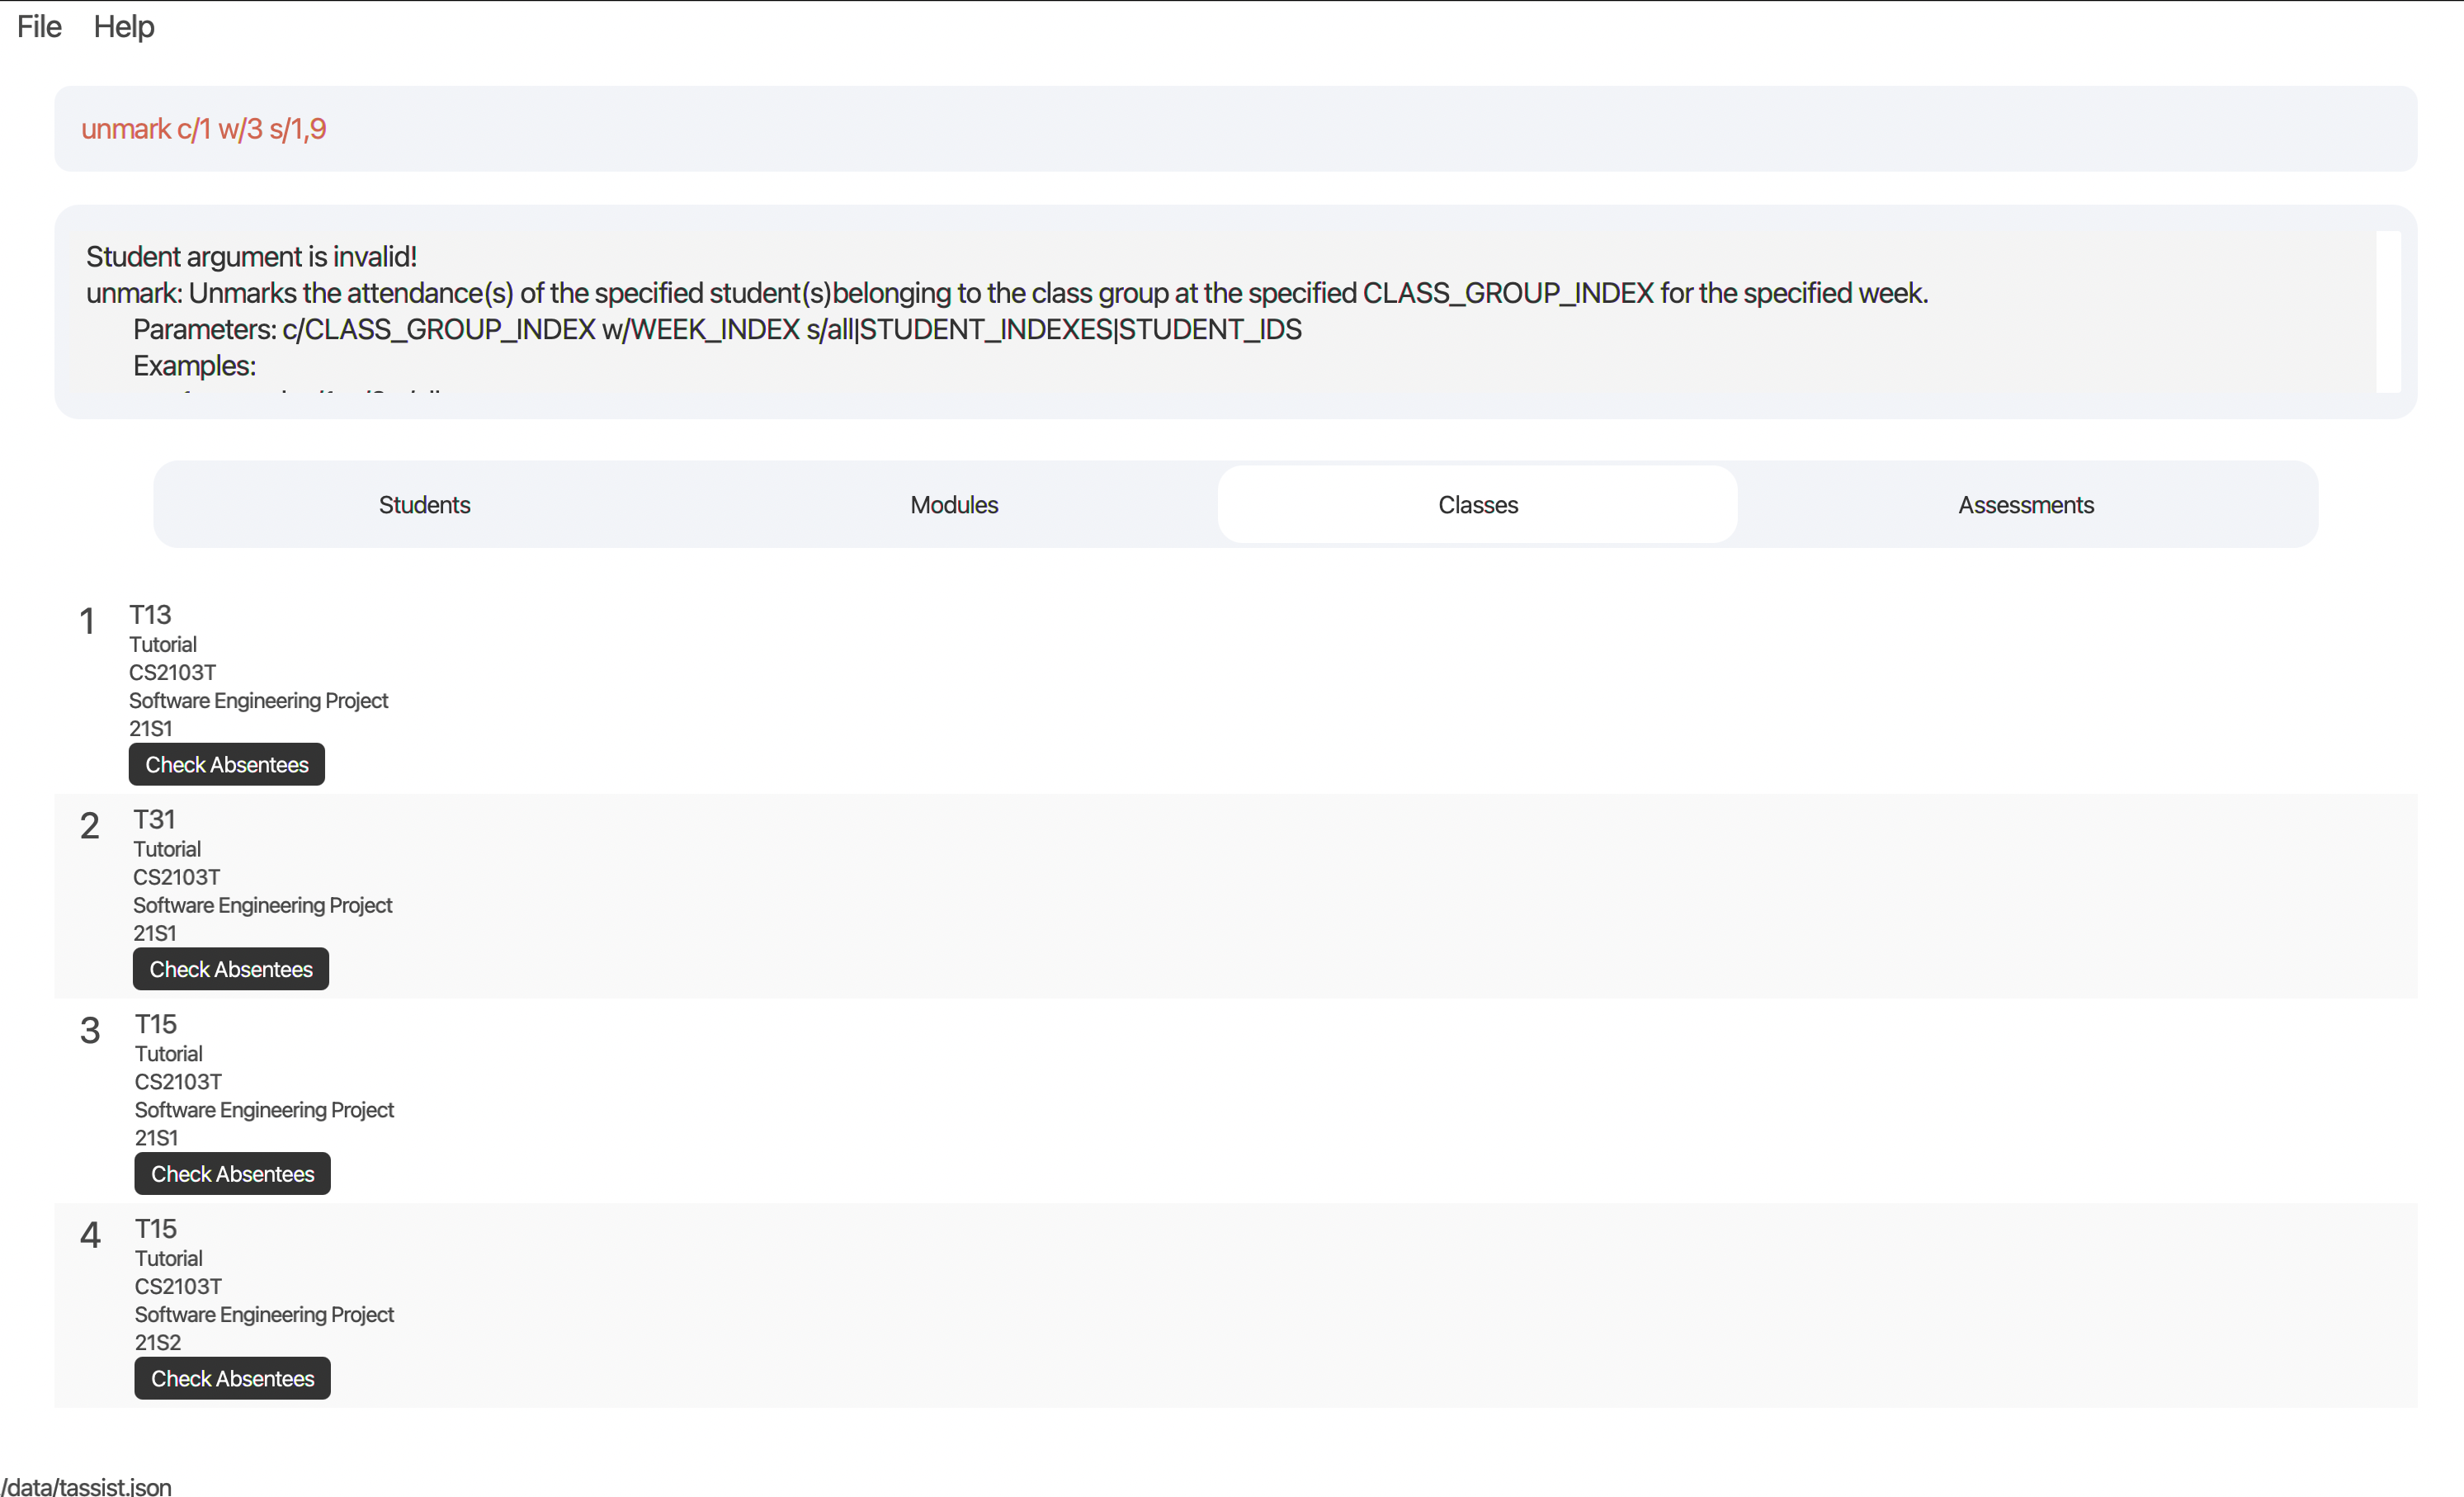 File Help
unmark c/1 w/3 s/1,9
Student argument is invalid!
unmark: Unmarks the attendance(s) of the specified student(s)belonging to the class group at the specified CLASS_GROUP_INDEX for the specified week.
Parameters: c/CLASS_GROUP_INDEX w/WEEK_INDEX s/all|STUDENT_INDEXES|STUDENT_IDS
Examples:
Students Modules Classes Assessments
1 T13
Tutorial
CS2103T
Software Engineering Project
21S1
Check Absentees
2 T31
Tutorial
CS2103T
Software Engineering Project
21S1
Check Absentees
3 T15
Tutorial
CS2103T
Software Engineering Project
21S1
Check Absentees
4 T15
Tutorial
CS2103T
Software Engineering Project
21S2
Check Absentees
/data/tassist.json